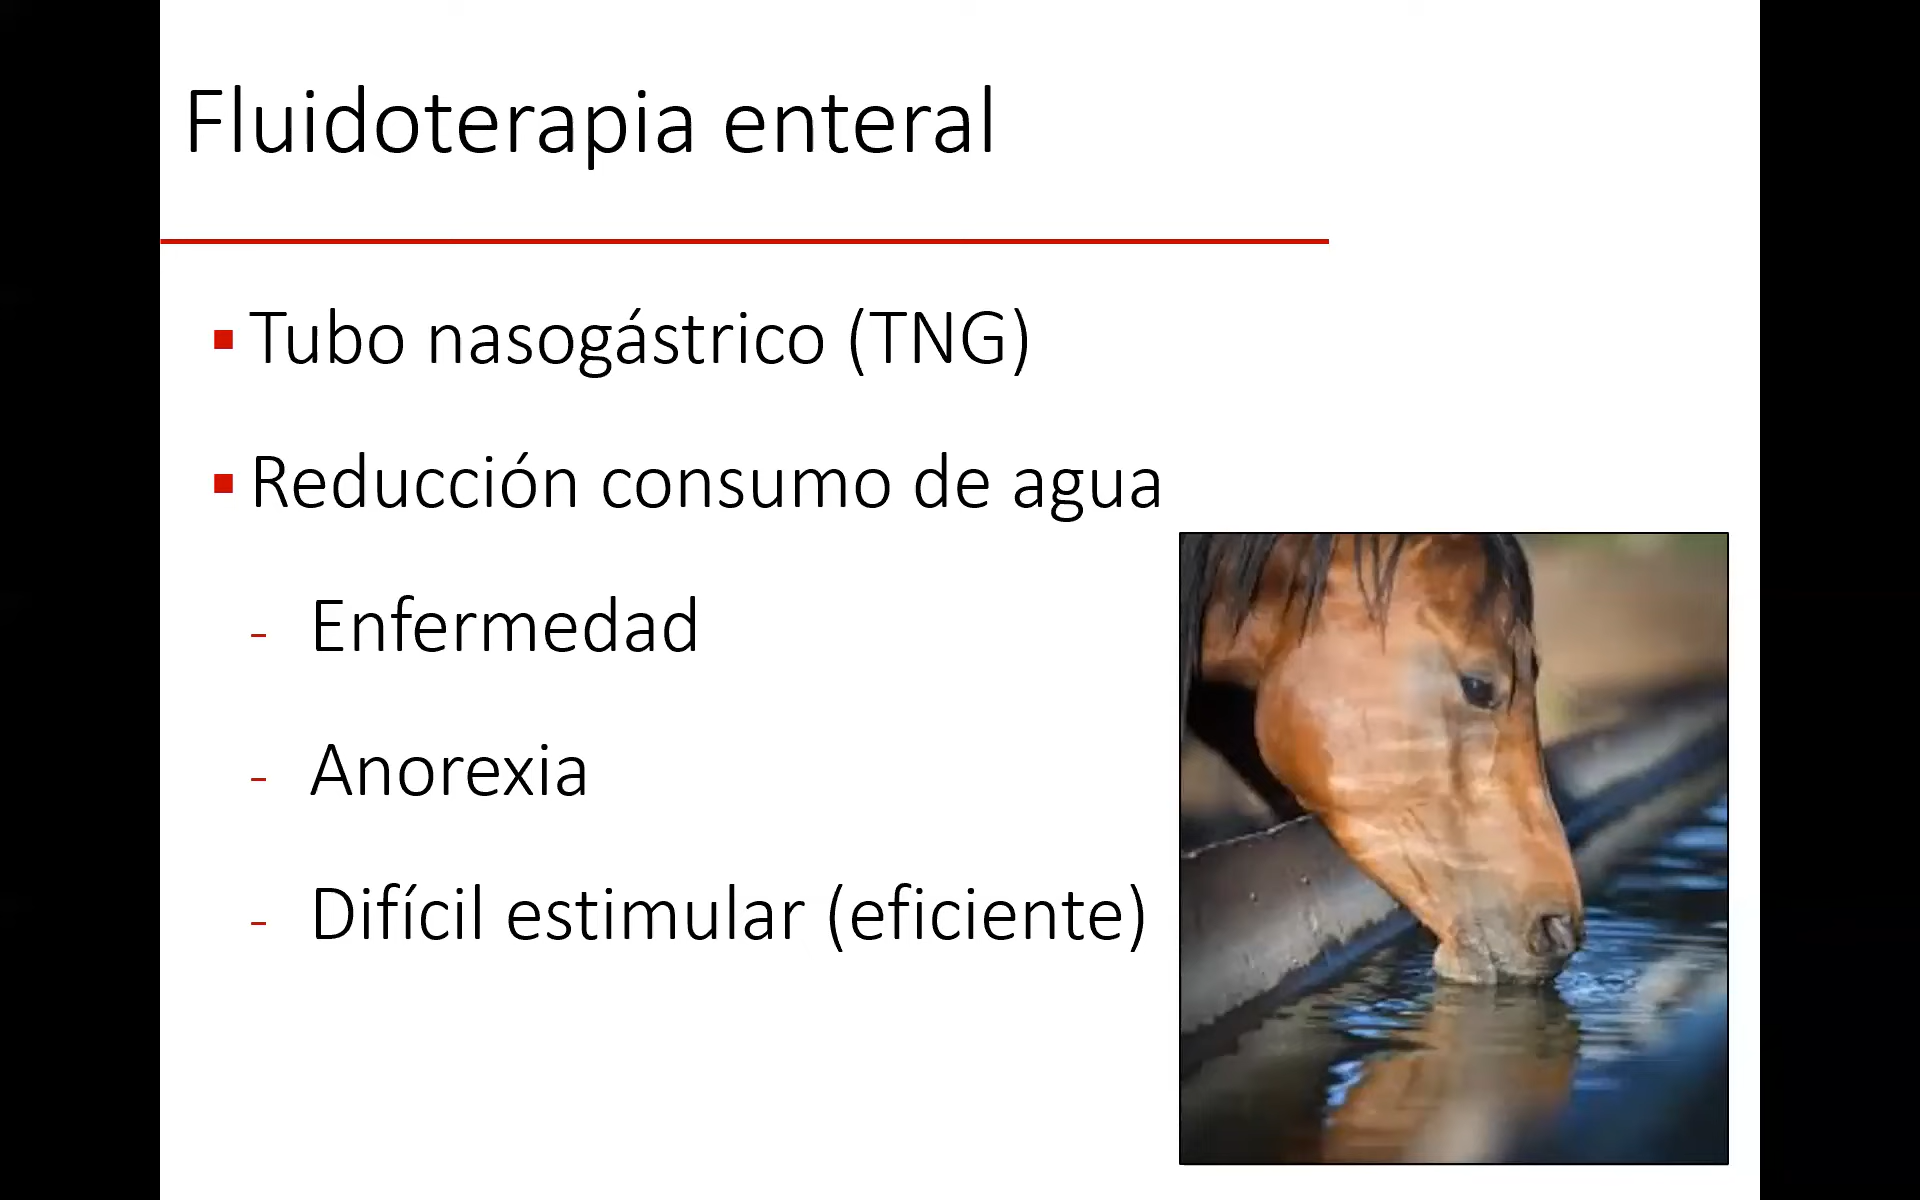 Fluidoterapia enteral
▪ Tubo nasogástrico (TNG)
▪ Reducción consumo de agua
- Enfermedad
- Anorexia
- Difícil estimular (eficiente)